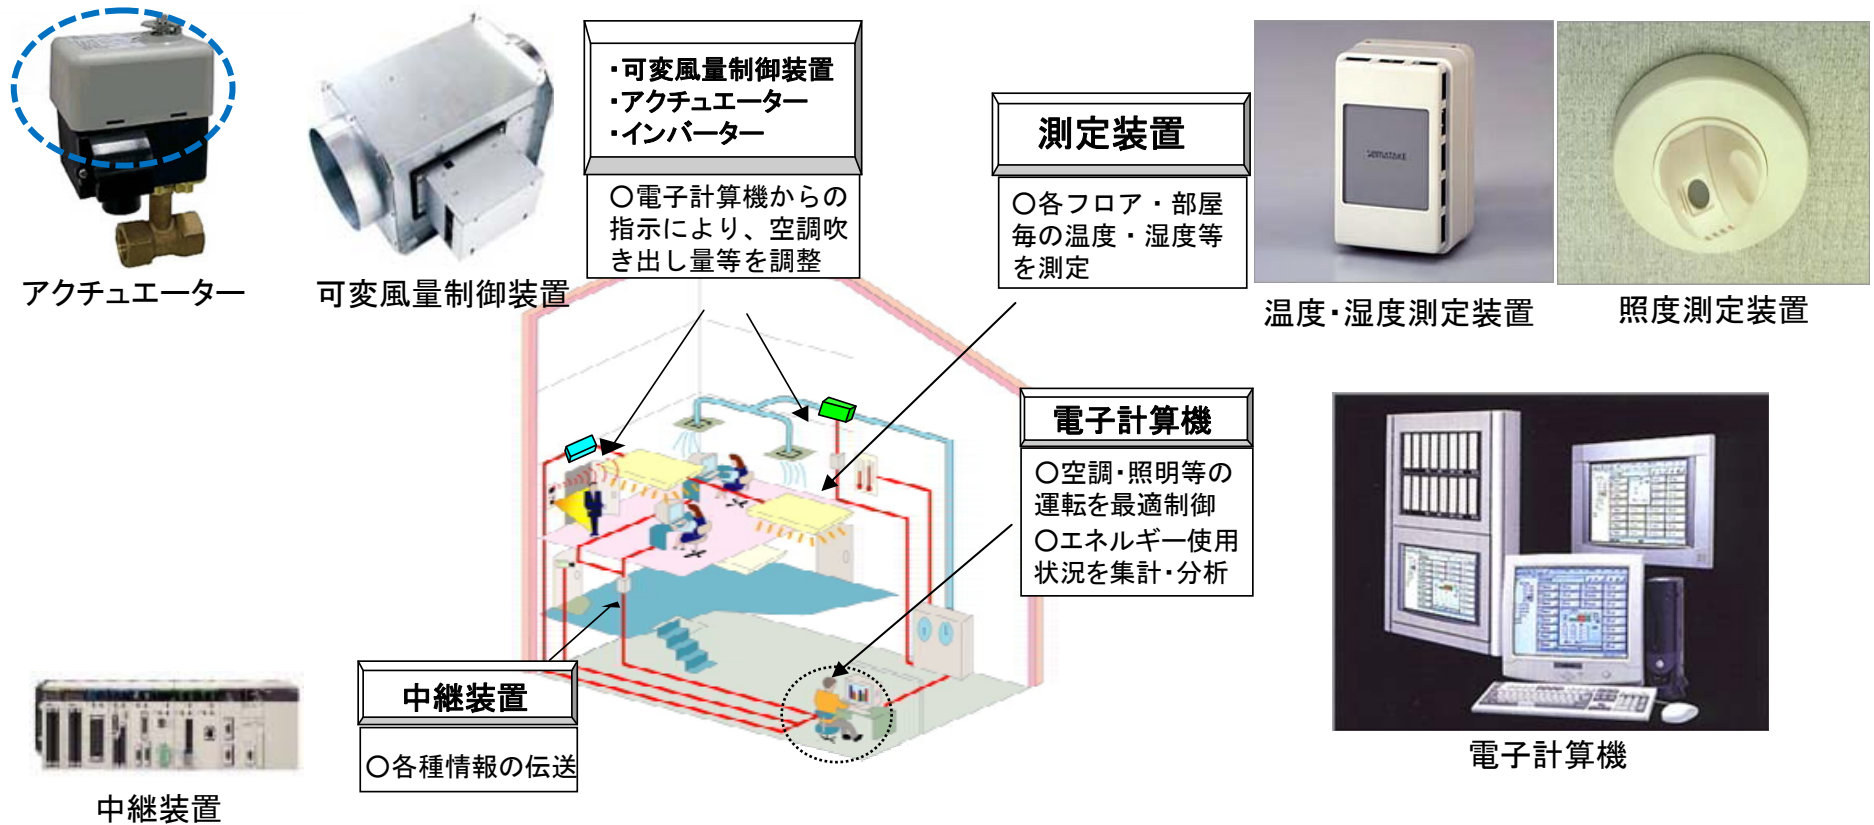 ・可変風量制御装置
・アクチュエーター
・インバーター
〇電子計算機からの
指示により、空調吹
き出し量等を調整
アクチュエーター
可変風量制御装置
測定装置
〇各フロア・部屋
毎の温度・湿度等
を測定
温度・湿度測定装置
照度測定装置
電子計算機
〇空調・照明等の
運転を最適制御
〇エネルギー使用
状況を集計・分析
電子計算機
中継装置
〇各種情報の伝送
中継装置